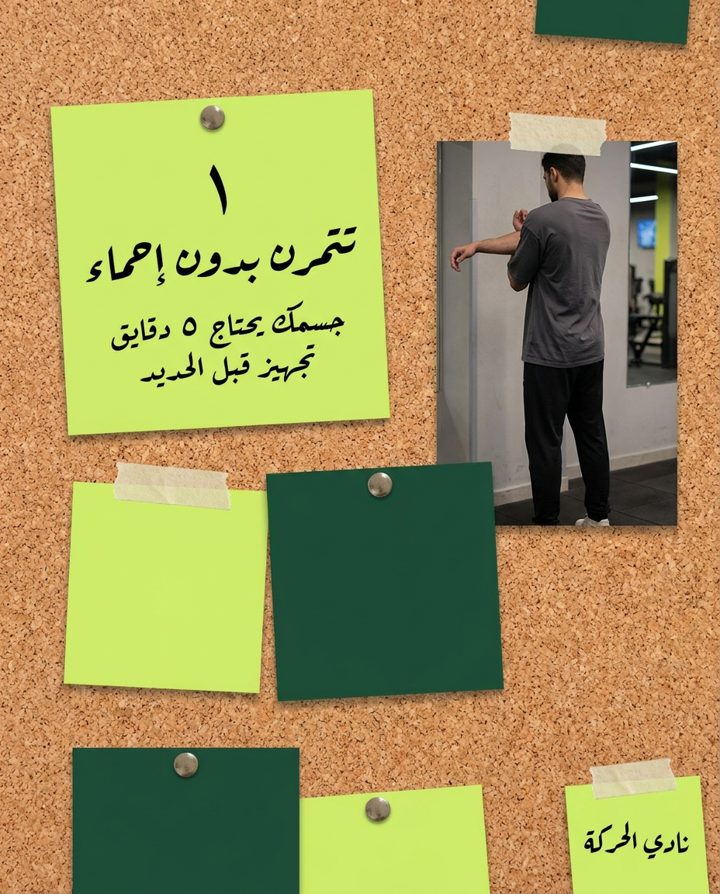 ١
تتمرن بدون إحماء
جسمك يحتاج ٥ دقايق
تجهيز قبل الحديد
نادي الحركة